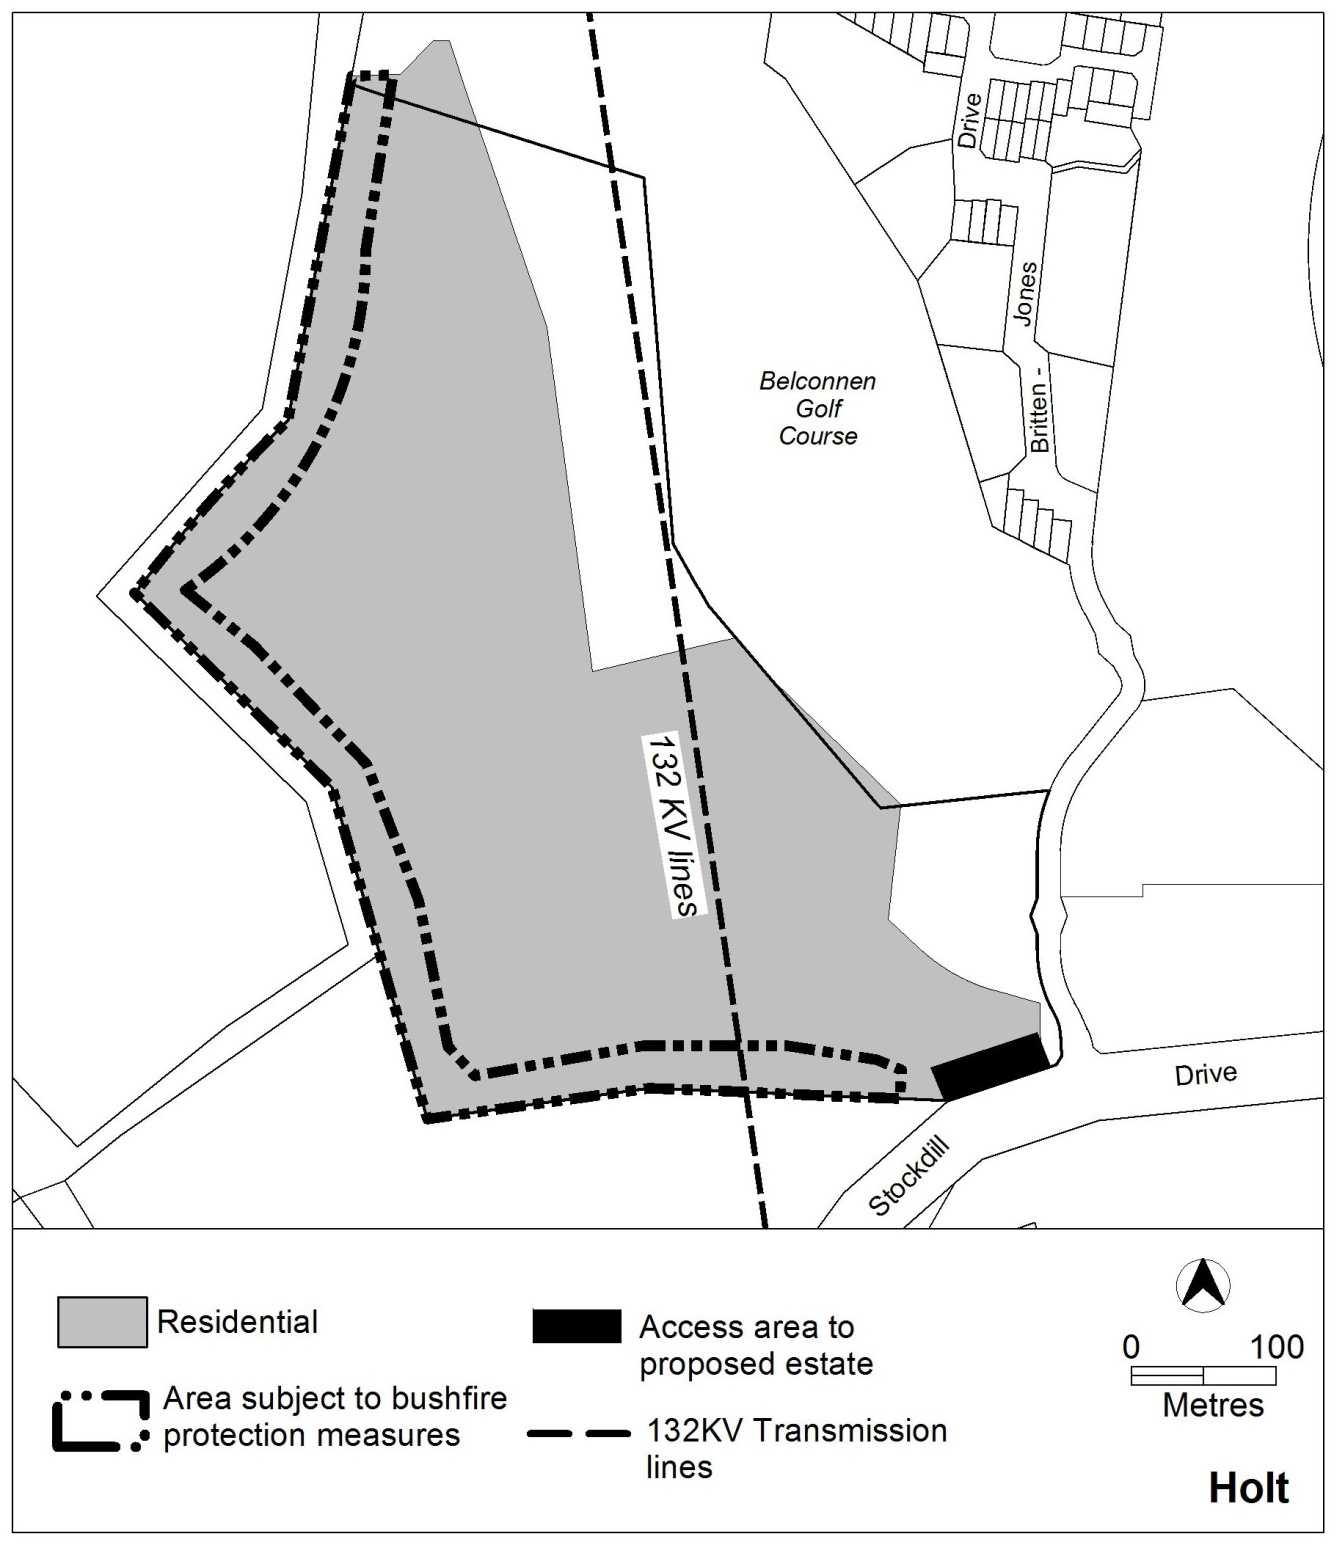 Drive
Jones
Britten -
Belconnen
Golf
Course
132 KV lines
Drive
Stockdill
Residential
Area subject to bushfire
protection measures
Access area to
proposed estate
132KV Transmission
lines
0 100
Metres
Holt